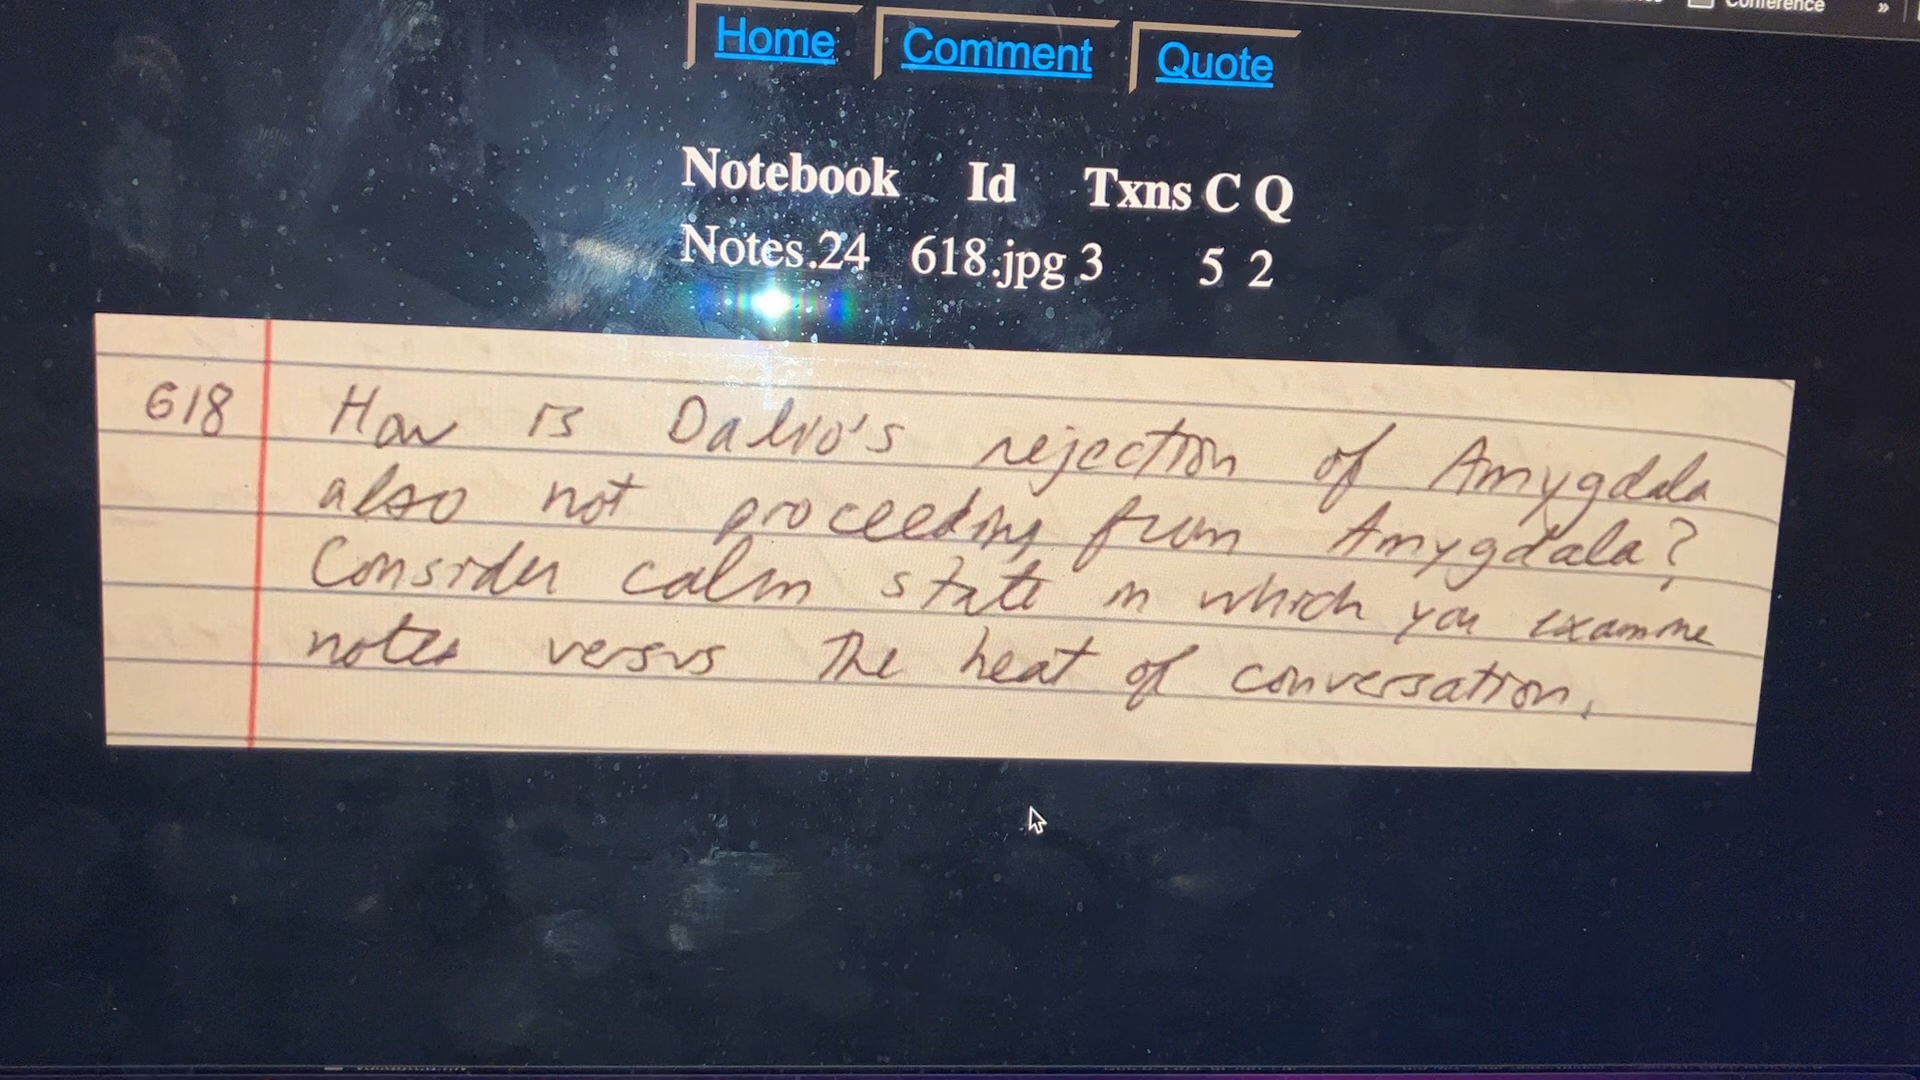 Conference »
Home Comment Quote
Notebook Id Txns C Q
Notes.24 618.jpg 3 5 2
618 How is Dalio's rejection of Amygdala
also not proceeding from Amygdala?
Consider calm state in which you examine
notes versus the heat of conversation.